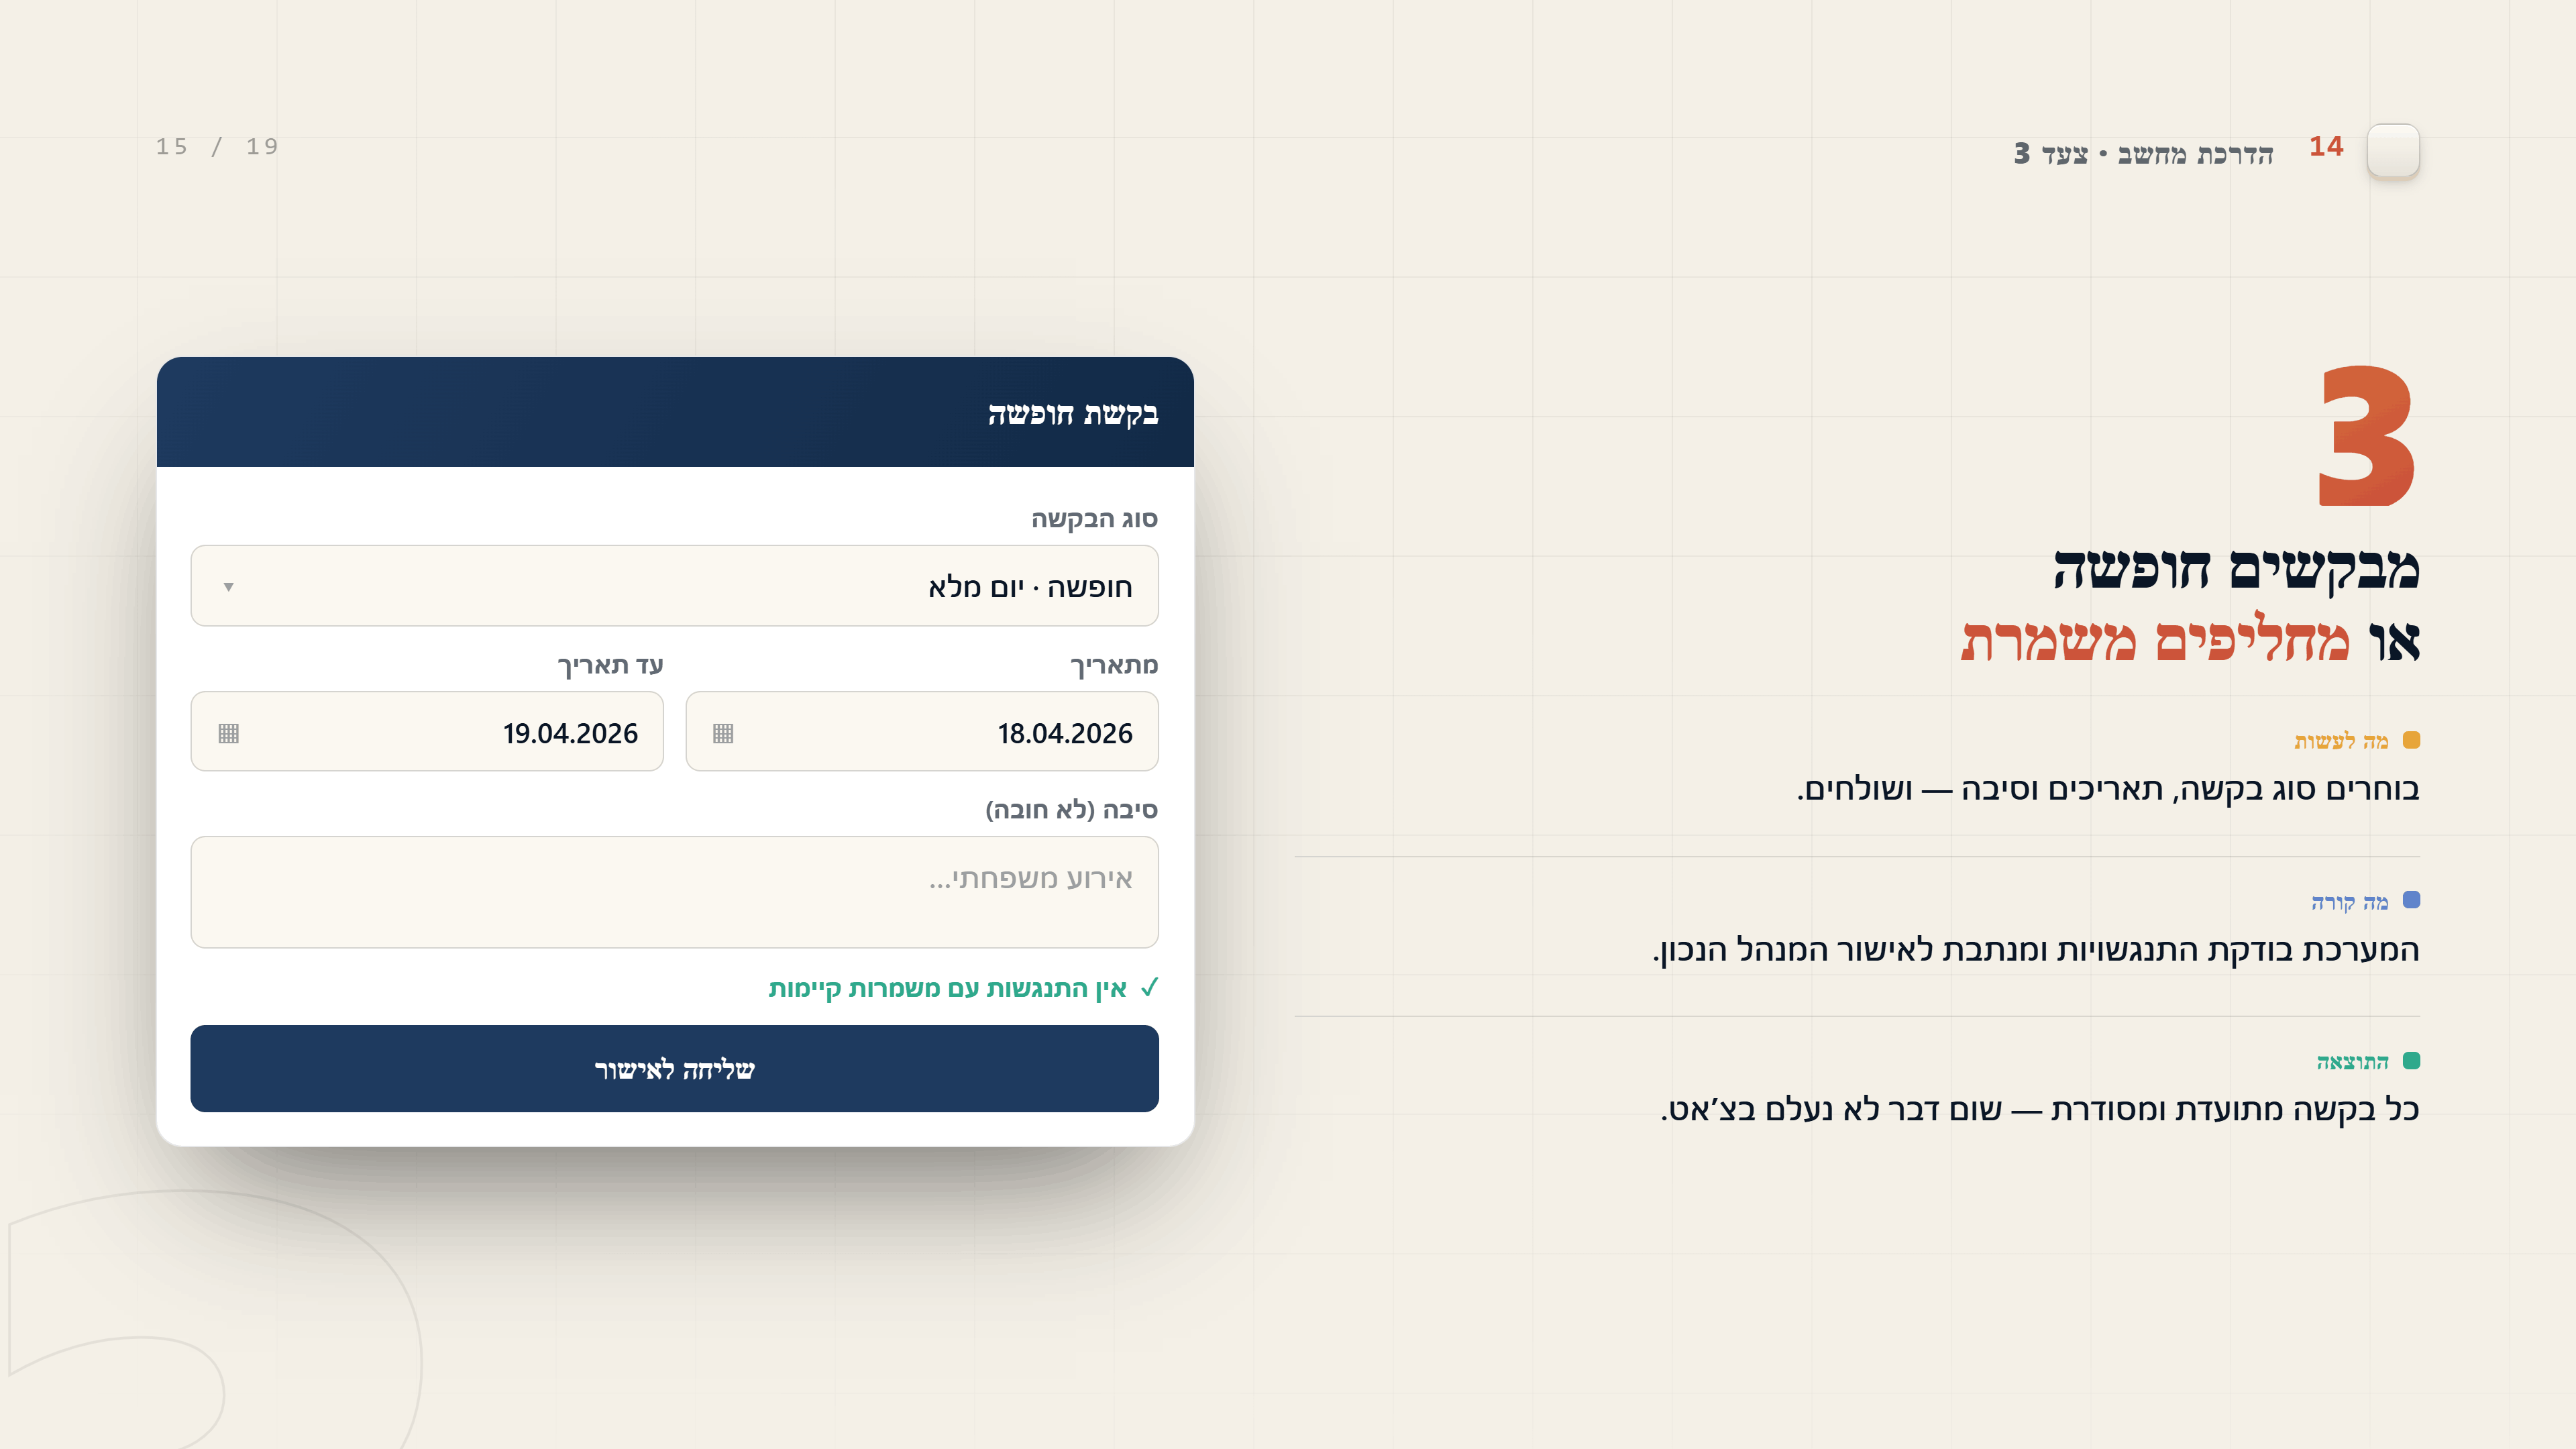 14 הדרכת מחשב · צעד 3
15 / 19
3
מבקשים חופשה
או מחליפים משמרת
מה לעשות
בוחרים סוג בקשה, תאריכים וסיבה — ושולחים.
מה קורה
המערכת בודקת התנגשויות ומנתבת לאישור המנהל הנכון.
התוצאה
כל בקשה מתועדת ומסודרת — שום דבר לא נעלם בצ׳אט.
בקשת חופשה
סוג הבקשה
חופשה · יום מלא
מתאריך
18.04.2026
עד תאריך
19.04.2026
סיבה (לא חובה)
אירוע משפחתי...
✓ אין התנגשות עם משמרות קיימות
שליחה לאישור